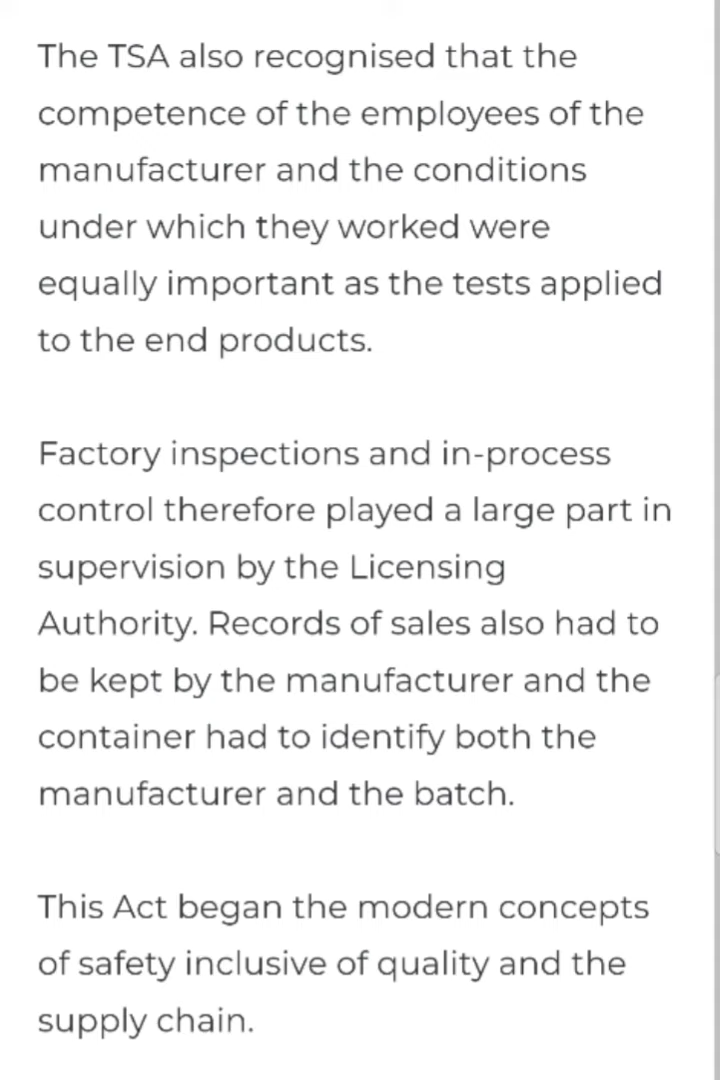 The TSA also recognised that the
competence of the employees of the
manufacturer and the conditions
under which they worked were
equally important as the tests applied
to the end products.
Factory inspections and in-process
control therefore played a large part in
supervision by the Licensing
Authority. Records of sales also had to
be kept by the manufacturer and the
container had to identify both the
manufacturer and the batch.
This Act began the modern concepts
of safety inclusive of quality and the
supply chain.